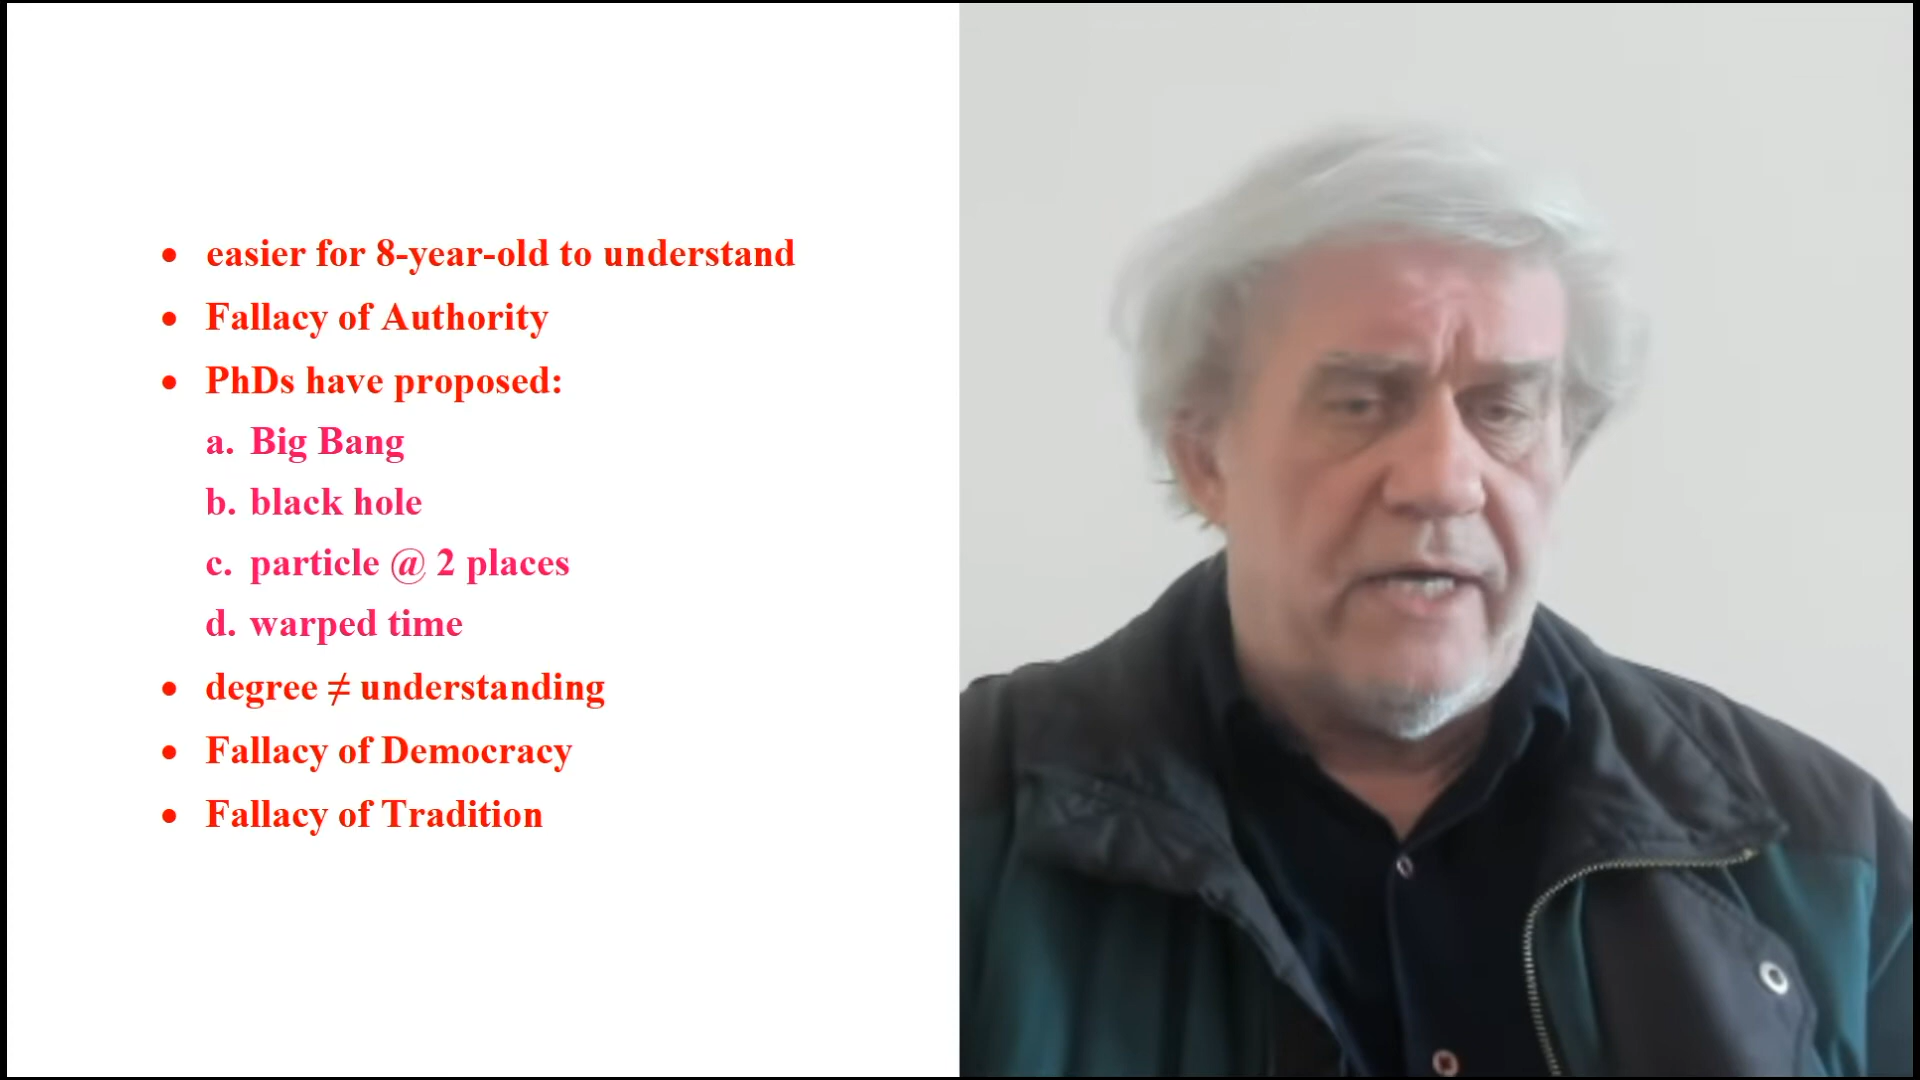 • easier for 8-year-old to understand
• Fallacy of Authority
• PhDs have proposed:
a. Big Bang
b. black hole
c. particle @ 2 places
d. warped time
• degree ≠ understanding
• Fallacy of Democracy
• Fallacy of Tradition